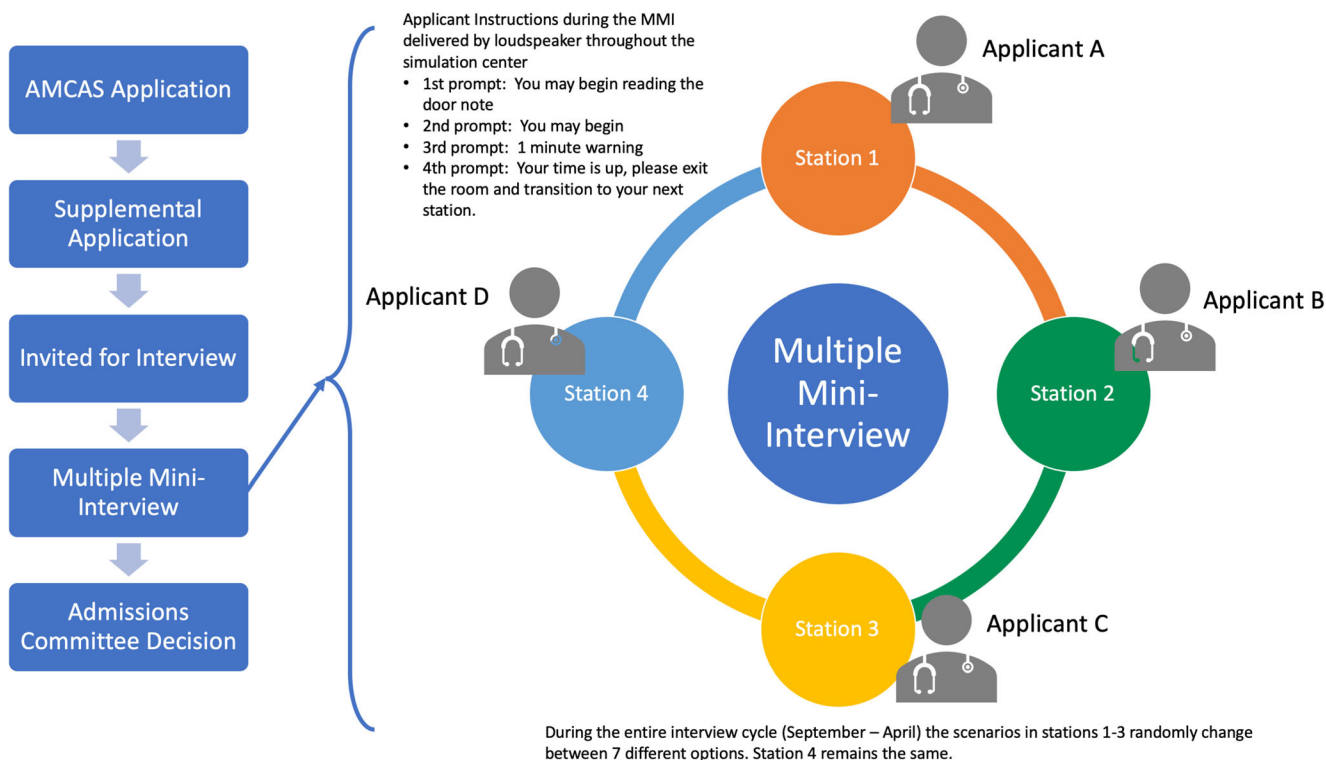 AMCAS Application
Supplemental
Application
Invited for Interview
Multiple Mini-
Interview
Admissions
Committee Decision
Applicant Instructions during the MMI
delivered by loudspeaker throughout the
simulation center
• 1st prompt:  You may begin reading the
door note
• 2nd prompt:  You may begin
• 3rd prompt:  1 minute warning
• 4th prompt:  Your time is up, please exit
the room and transition to your next
station.
Applicant A
Station 1
Applicant D
Applicant B
Station 4
Multiple
Mini-
Interview
Station 2
Station 3
Applicant C
During the entire interview cycle (September – April) the scenarios in stations 1-3 randomly change
between 7 different options. Station 4 remains the same.